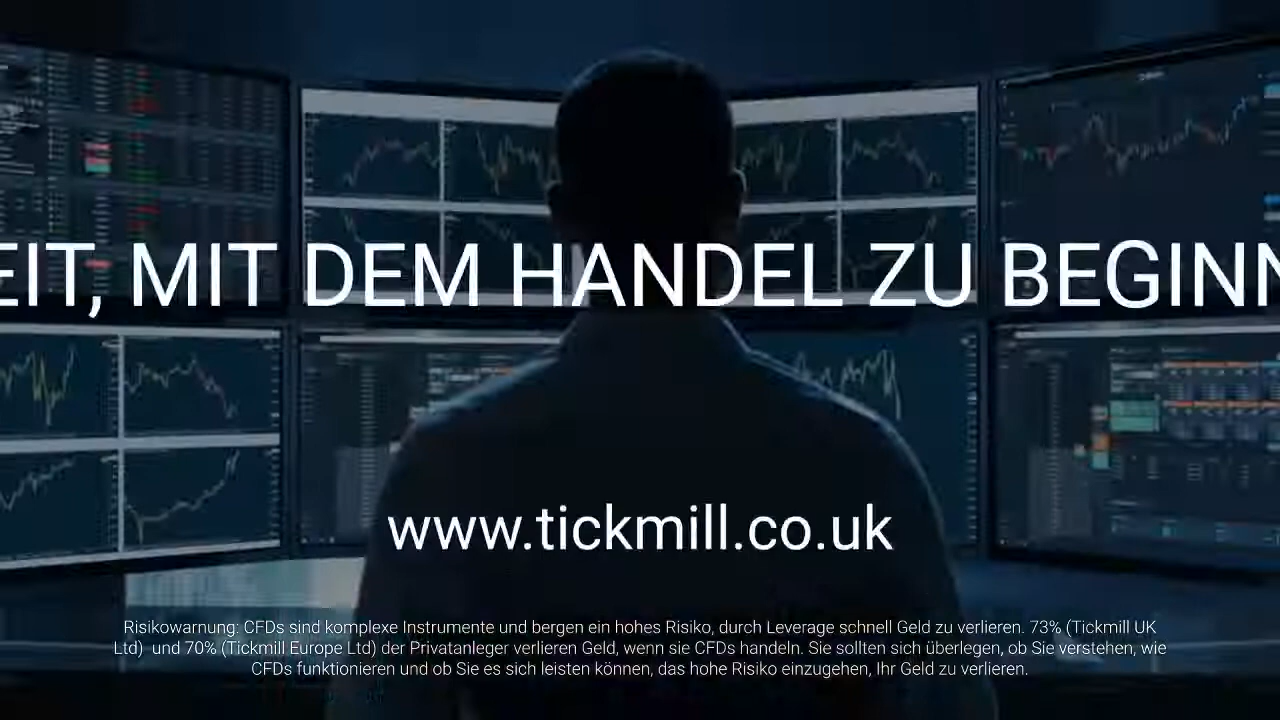 EIT, MIT DEM HANDEL ZU BEGINN
www.tickmill.co.uk
Risikowarnung: CFDs sind komplexe Instrumente und bergen ein hohes Risiko, durch Leverage schnell Geld zu verlieren. 73% (Tickmill UK
Ltd) und 70% (Tickmill Europe Ltd) der Privatanleger verlieren Geld, wenn sie CFDs handeln. Sie sollten sich überlegen, ob Sie verstehen, wie
CFDs funktionieren und ob Sie es sich leisten können, das hohe Risiko einzugehen, Ihr Geld zu verlieren.